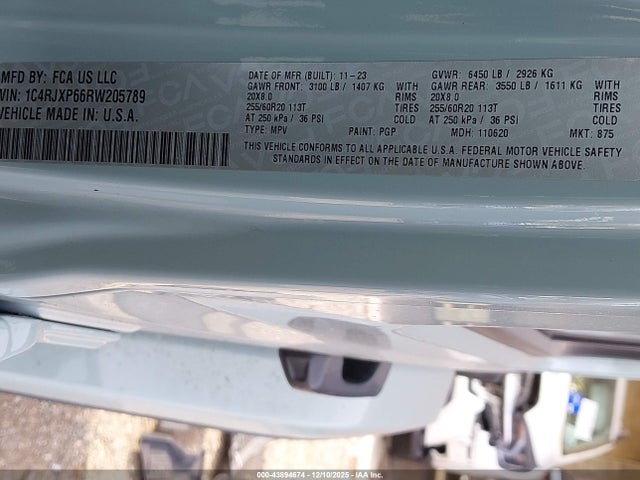 MFD BY: FCA US LLC
VIN: 1C4RJXP66RW205789
VEHICLE MADE IN: U.S.A.
DATE OF MFR (BUILT): 11-23 GVWR: 6450 LB / 2926 KG
GAWR FRONT: 3100 LB / 1407 KG WITH GAWR REAR: 3550 LB / 1611 KG WITH
20X8.0 RIMS 20X8.0 RIMS
255/60R20 113T TIRES 255/60R20 113T TIRES
AT 250 kPa / 36 PSI COLD AT 250 kPa / 36 PSI COLD
TYPE: MPV PAINT: PGP MDH: 110620 MKT: 875
THIS VEHICLE CONFORMS TO ALL APPLICABLE U.S.A. FEDERAL MOTOR VEHICLE SAFETY
STANDARDS IN EFFECT ON THE DATE OF MANUFACTURE SHOWN ABOVE.
00-43894674 / 12/10/2025 / IAA Inc.